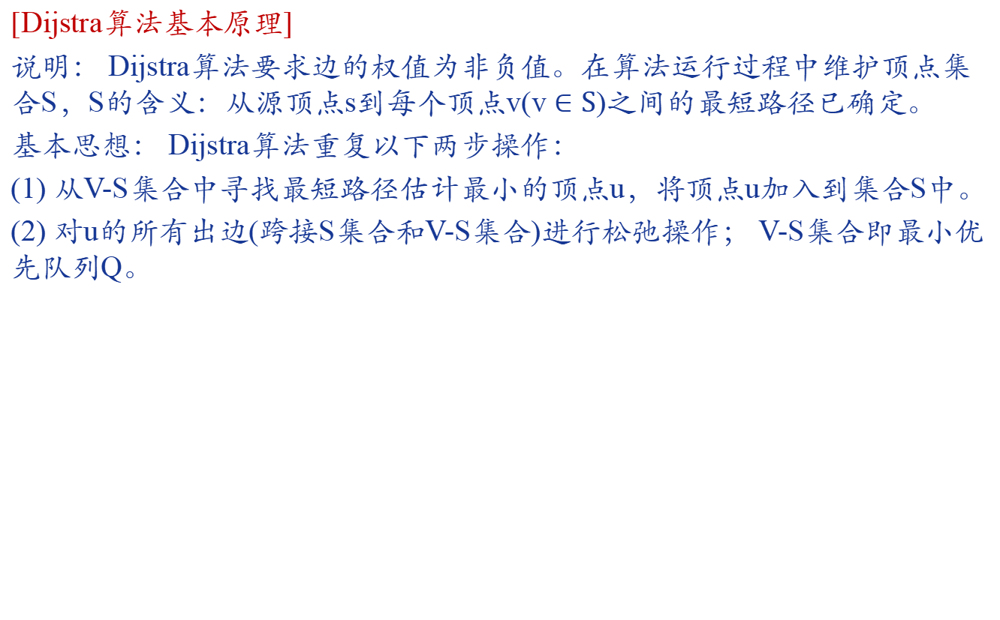 [Dijstra算法基本原理]
说明： Dijstra算法要求边的权值为非负值。在算法运行过程中维护顶点集
合S，S的含义：从源顶点s到每个顶点v(v∈S)之间的最短路径已确定。
基本思想： Dijstra算法重复以下两步操作：
(1) 从V-S集合中寻找最短路径估计最小的顶点u，将顶点u加入到集合S中。
(2) 对u的所有出边(跨接S集合和V-S集合)进行松弛操作； V-S集合即最小优
先队列Q。